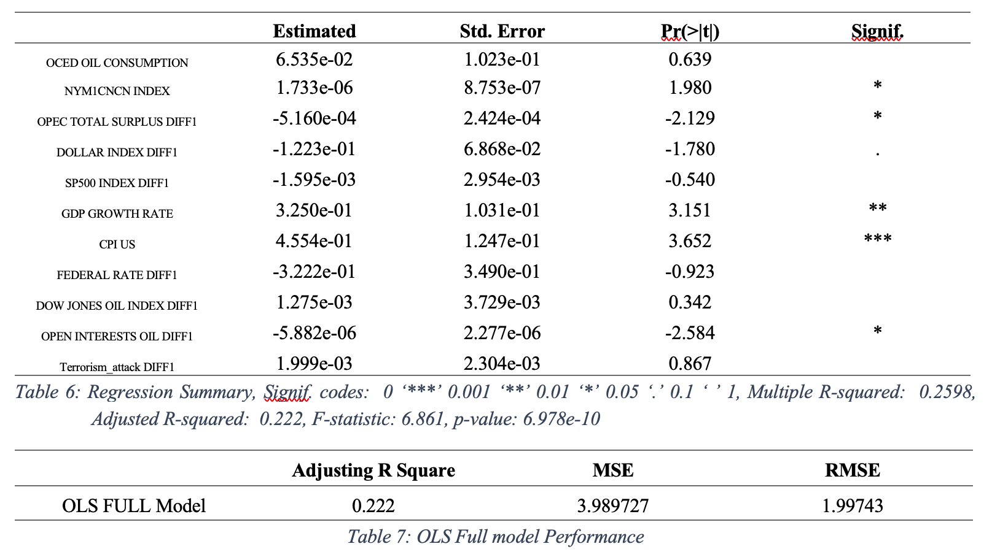 Estimated Std. Error Pr(>|t|) Signif.
OCED OIL CONSUMPTION 6.535e-02 1.023e-01 0.639
NYM1CNCN INDEX 1.733e-06 8.753e-07 1.980 *
OPEC TOTAL SURPLUS DIFF1 -5.160e-04 2.424e-04 -2.129 *
DOLLAR INDEX DIFF1 -1.223e-01 6.868e-02 -1.780 .
SP500 INDEX DIFF1 -1.595e-03 2.954e-03 -0.540
GDP GROWTH RATE 3.250e-01 1.031e-01 3.151 **
CPI US 4.554e-01 1.247e-01 3.652 ***
FEDERAL RATE DIFF1 -3.222e-01 3.490e-01 -0.923
DOW JONES OIL INDEX DIFF1 1.275e-03 3.729e-03 0.342
OPEN INTERESTS OIL DIFF1 -5.882e-06 2.277e-06 -2.584 *
Terrorism_attack DIFF1 1.999e-03 2.304e-03 0.867
Table 6: Regression Summary, Signif. codes: 0 ‘***’ 0.001 ‘**’ 0.01 ‘*’ 0.05 ‘.’ 0.1 ‘ ’ 1, Multiple R-squared: 0.2598,
Adjusted R-squared: 0.222, F-statistic: 6.861, p-value: 6.978e-10
Adjusting R Square MSE RMSE
OLS FULL Model 0.222 3.989727 1.99743
Table 7: OLS Full model Performance